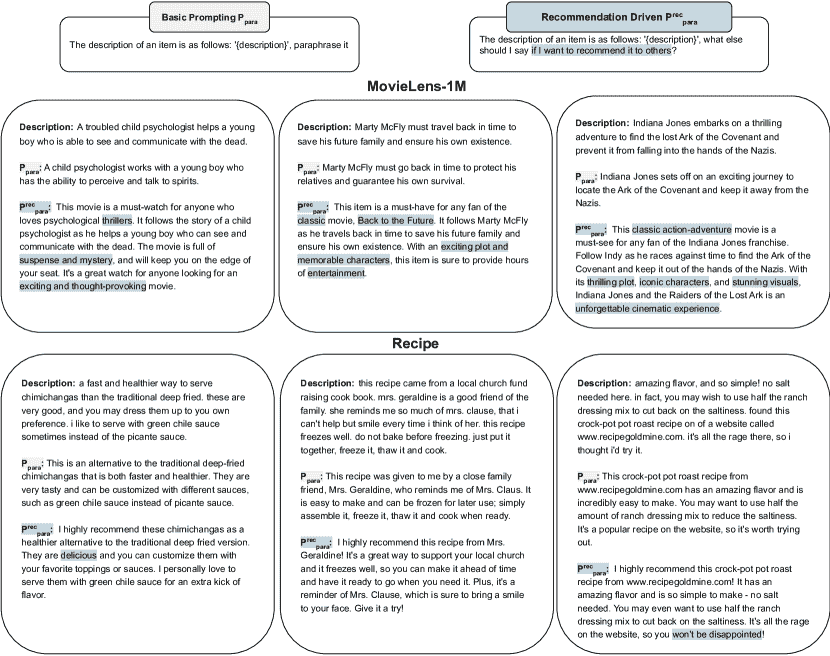 Basic Prompting P para
The description of an item is as follows: '{description}', paraphrase it
Recommendation Driven P rec para
The description of an item is as follows: '{description}', what else
should I say if I want to recommend it to others?
MovieLens-1M
Description: A troubled child psychologist helps a young
boy who is able to see and communicate with the dead.
P para: A child psychologist works with a young boy who
has the ability to perceive and talk to spirits.
P rec para: This movie is a must-watch for anyone who
loves psychological thrillers. It follows the story of a child
psychologist as he helps a young boy who can see and
communicate with the dead. The movie is full of
suspense and mystery, and will keep you on the edge of
your seat. It's a great watch for anyone looking for an
exciting and thought-provoking movie.
Description: Marty McFly must travel back in time to
save his future family and ensure his own existence.
P para: Marty McFly must go back in time to protect his
relatives and guarantee his own survival.
P rec para: This item is a must-have for any fan of the
classic movie, Back to the Future. It follows Marty McFly
as he travels back in time to save his future family and
ensure his own existence. With an exciting plot and
memorable characters, this item is sure to provide hours
of entertainment.
Description: Indiana Jones embarks on a thrilling
adventure to find the lost Ark of the Covenant and
prevent it from falling into the hands of the Nazis.
P para: Indiana Jones sets off on an exciting journey to
locate the Ark of the Covenant and keep it away from the
Nazis.
P rec para: This classic action-adventure movie is a
must-see for any fan of the Indiana Jones franchise.
Follow Indy as he races against time to find the Ark of the
Covenant and keep it out of the hands of the Nazis. With
its thrilling plot, iconic characters, and stunning visuals,
Indiana Jones and the Raiders of the Lost Ark is an
unforgettable cinematic experience.
Recipe
Description: a fast and healthier way to serve
chimichangas than the traditional deep fried. these are
very good, and you may dress them up to you own
preference. i like to serve with green chile sauce
sometimes instead of the picante sauce.
P para: This is an alternative to the traditional deep-fried
chimichangas that is both faster and healthier. They are
very tasty and can be customized with different sauces,
such as green chile sauce instead of picante sauce.
P rec para: I highly recommend these chimichangas as a
healthier alternative to the traditional deep fried version.
They are delicious and you can customize them with
your favorite toppings or sauces. I personally love to
serve them with green chile sauce for an extra kick of
flavor.
Description: this recipe came from a local church fund
raising cook book. mrs. geraldine is a good friend of the
family. she reminds me so much of mrs. clause, that i
can't help but smile every time i think of her. this recipe
freezes well. do not bake before freezing. just put it
together, freeze it, thaw it and cook.
P para: This recipe was given to me by a close family
friend, Mrs. Geraldine, who reminds me of Mrs. Claus. It
is easy to make and can be frozen for later use; simply
assemble it, freeze it, thaw it and cook when ready.
P rec para: I highly recommend this recipe from Mrs.
Geraldine! It's a great way to support your local church
and it freezes well, so you can make it ahead of time
and have it ready to go when you need it. Plus, it's a
reminder of Mrs. Clause, which is sure to bring a smile
to your face. Give it a try!
Description: amazing flavor, and so simple! no salt
needed here. in fact, you may wish to use half the ranch
dressing mix to cut back on the saltiness. found this
crock-pot pot roast recipe on of a website called
www.recipegoldmine.com. it's all the rage there, so i
thought i'd try it.
P para: This crock-pot pot roast recipe from
www.recipegoldmine.com has an amazing flavor and is
incredibly easy to make. You may want to use half the
amount of ranch dressing mix to reduce the saltiness.
It's a popular recipe on the website, so it's worth trying
out.
P rec para: I highly recommend this crock-pot pot roast
recipe from www.recipegoldmine.com! It has an
amazing flavor and is so simple to make - no salt
needed. You may even want to use half the ranch
dressing mix to cut back on the saltiness. It's all the rage
on the website, so you won't be disappointed!